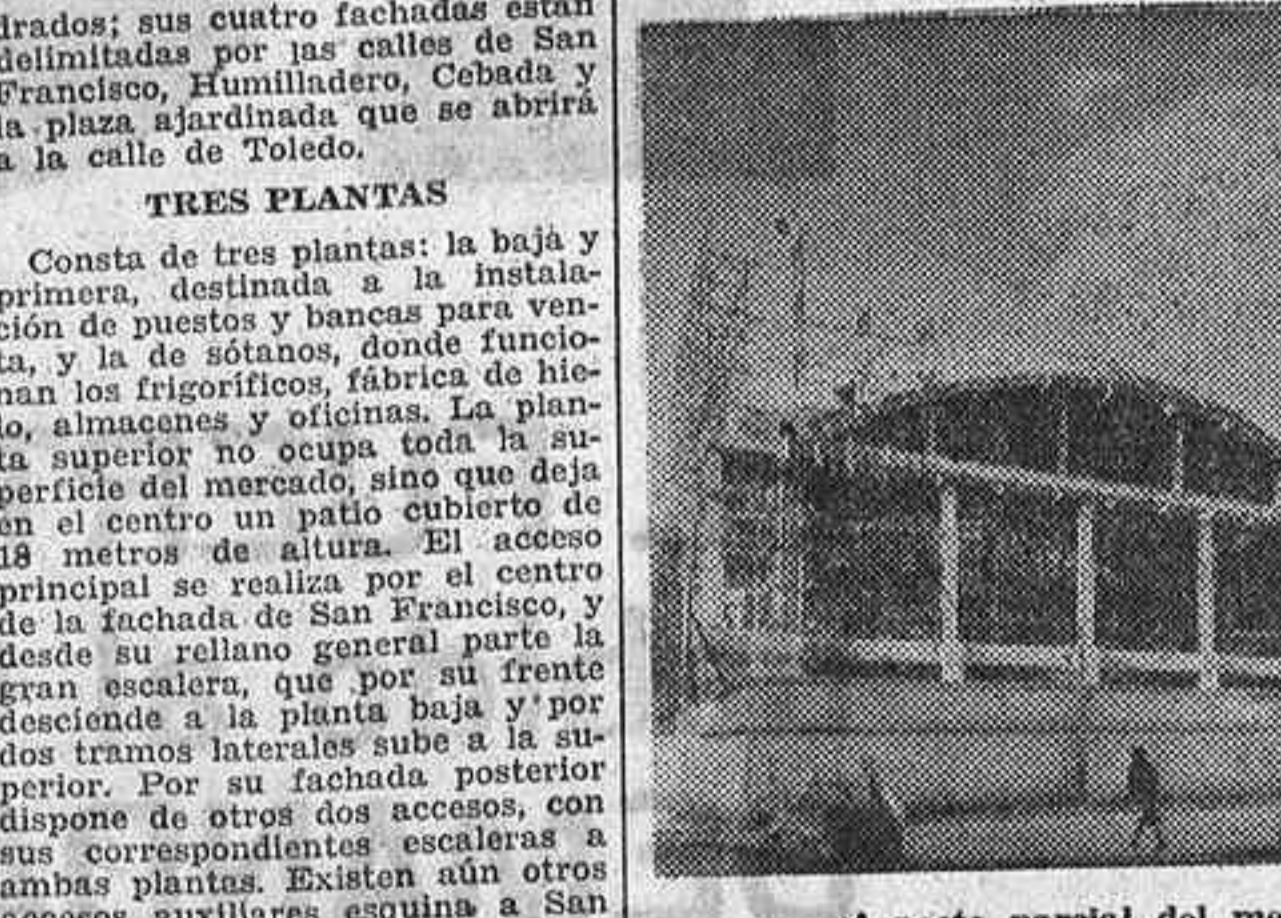 drados; sus cuatro fachadas están
delimitadas por las calles de San
Francisco, Humilladero, Cebada y
la plaza ajardinada que se abrirá
a la calle de Toledo.
TRES PLANTAS
Consta de tres plantas: la baja y
primera, destinada a la instala-
ción de puestos y bancas para ven-
ta, y la de sótanos, donde funcio-
nan los frigoríficos, fábrica de hie-
lo, almacenes y oficinas. La plan-
ta superior no ocupa toda la su-
perficie del mercado, sino que deja
en el centro un patio cubierto de
18 metros de altura. El acceso
principal se realiza por el centro
de la fachada de San Francisco, y
desde su rellano general parte la
gran escalera, que por su frente
desciende a la planta baja y por
dos tramos laterales sube a la su-
perior. Por su fachada posterior
dispone de otros dos accesos, con
sus correspondientes escaleras a
ambas plantas. Existen aún otros
accesos auxiliares esquina a San
parcial del